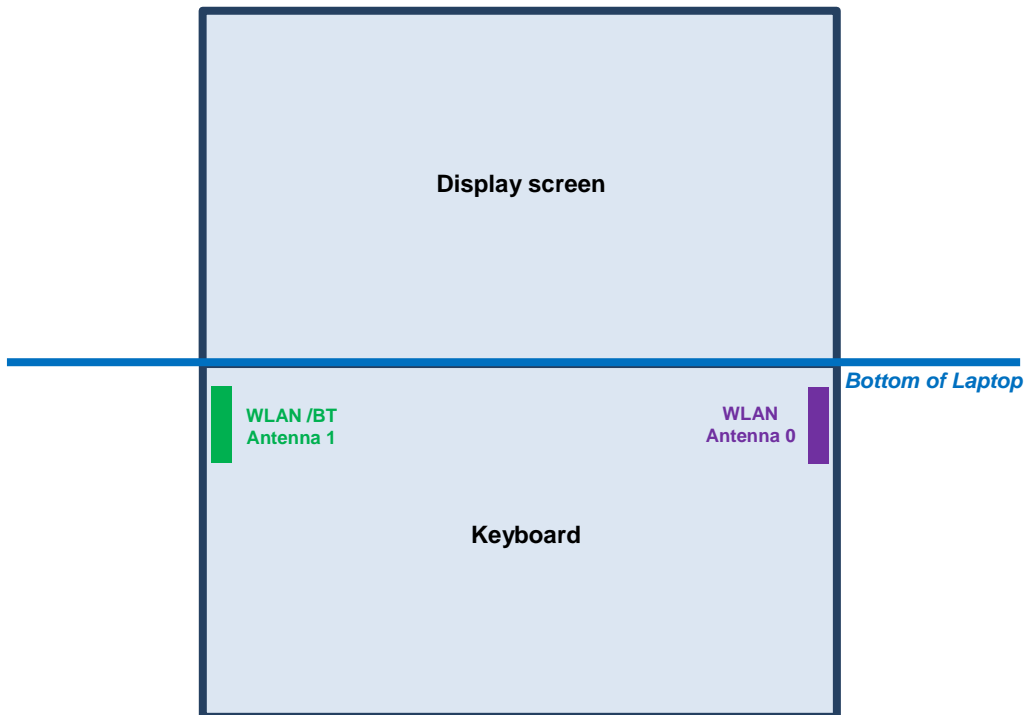 Display screen
Bottom of Laptop
WLAN /BT
Antenna 1
WLAN
Antenna 0
Keyboard